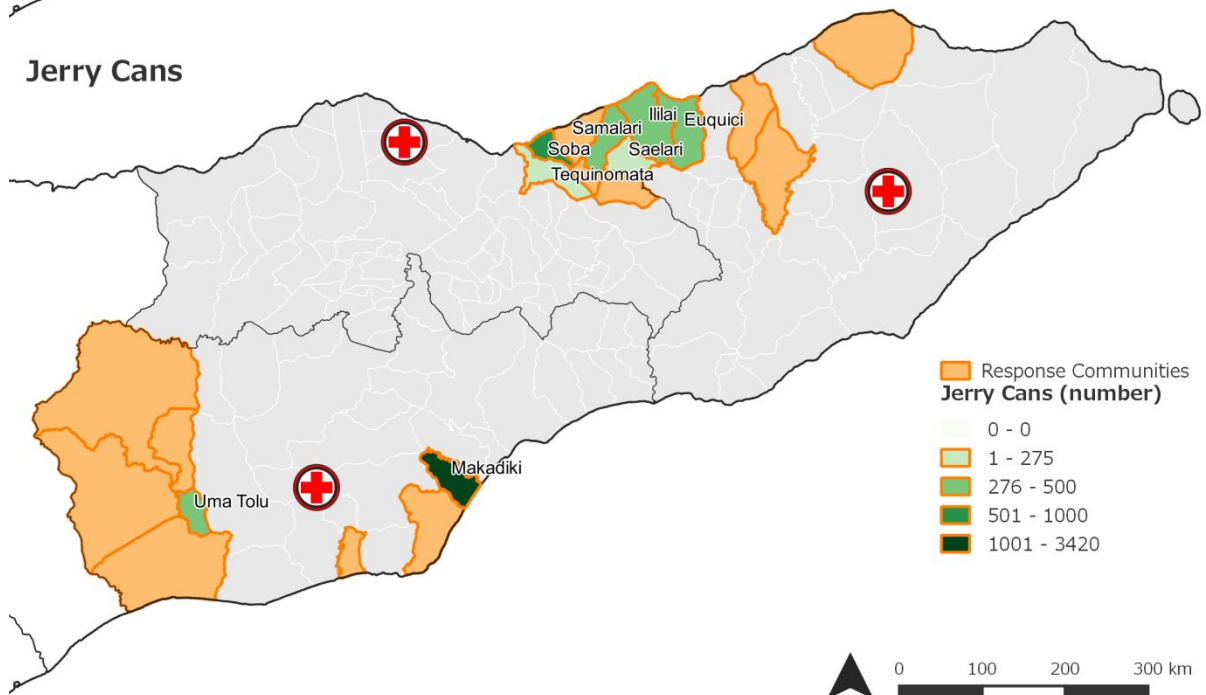 Jerry Cans
Samalari
Ililai
Euquici
Soba
Saelari
Tequinomata
Makadiki
Uma Tolu
Response Communities
Jerry Cans (number)
0 - 0
1 - 275
276 - 500
501 - 1000
1001 - 3420
0 100 200 300 km